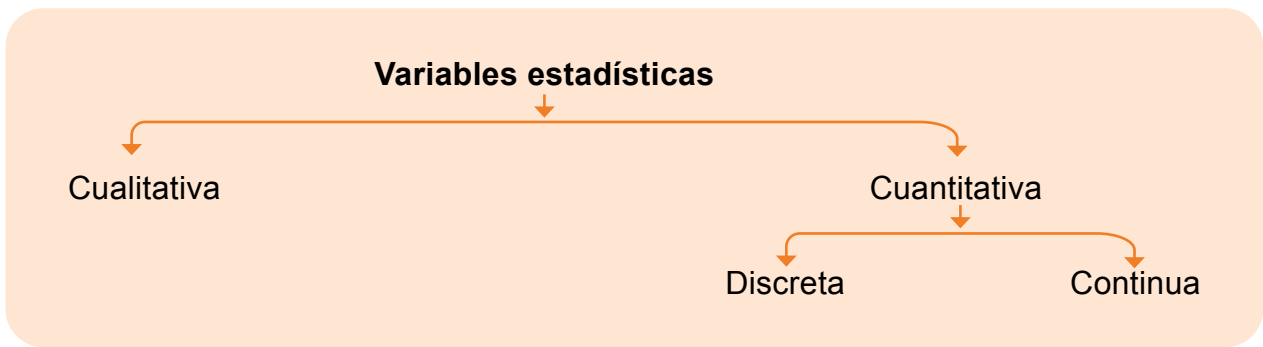 Variables estadísticas
Cualitativa
Cuantitativa
Discreta
Continua